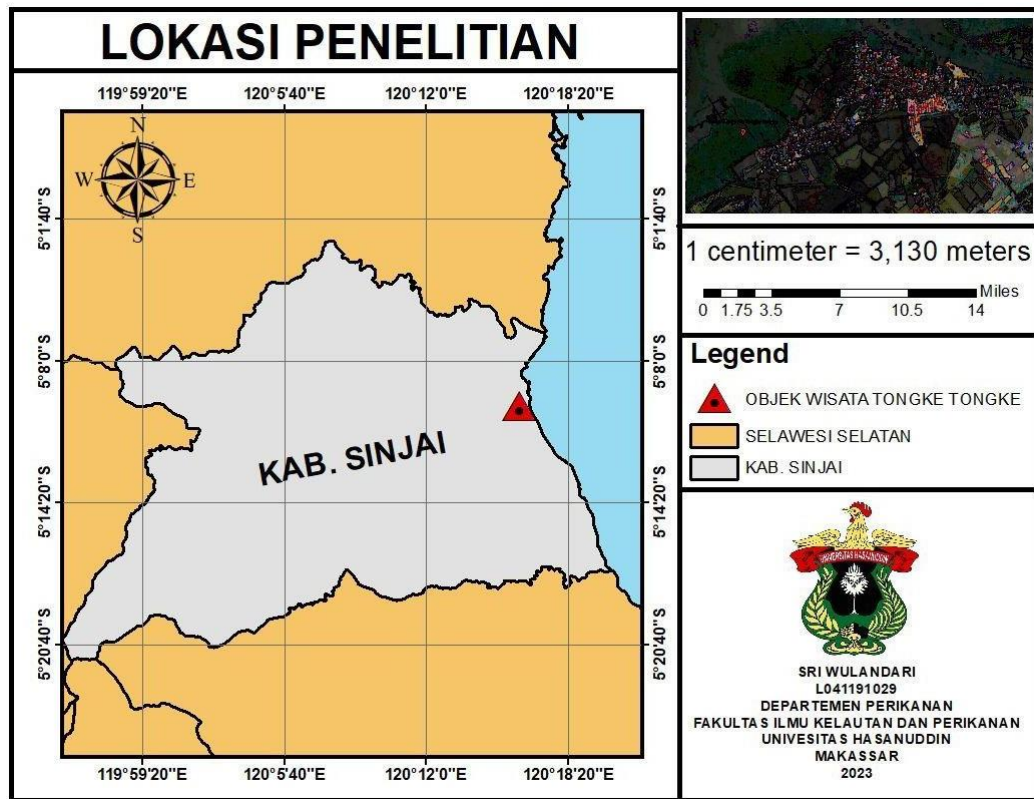 LOKASI PENELITIAN
119°59'20"E 120°5'40"E 120°12'0"E 120°18'20"E
N
W E
S
5°1'40"S 5°1'40"S
5°8'0"S 5°8'0"S
5°14'20"S 5°14'20"S
5°20'40"S 5°20'40"S
KAB. SINJAI
119°59'20"E 120°5'40"E 120°12'0"E 120°18'20"E
1 centimeter = 3,130 meters
Miles
0 1.75 3.5 7 10.5 14
Legend
OBJEK WISATA TONGKE TONGKE
SELAWESI SELATAN
KAB. SINJAI
UNIVERSITAS HASANUDDIN
SRI WULANDARI
L041191029
DEPARTEMEN PERIKANAN
FAKULTAS ILMU KELAUTAN DAN PERIKANAN
UNIVESITAS HASANUDDIN
MAKASSAR
2023